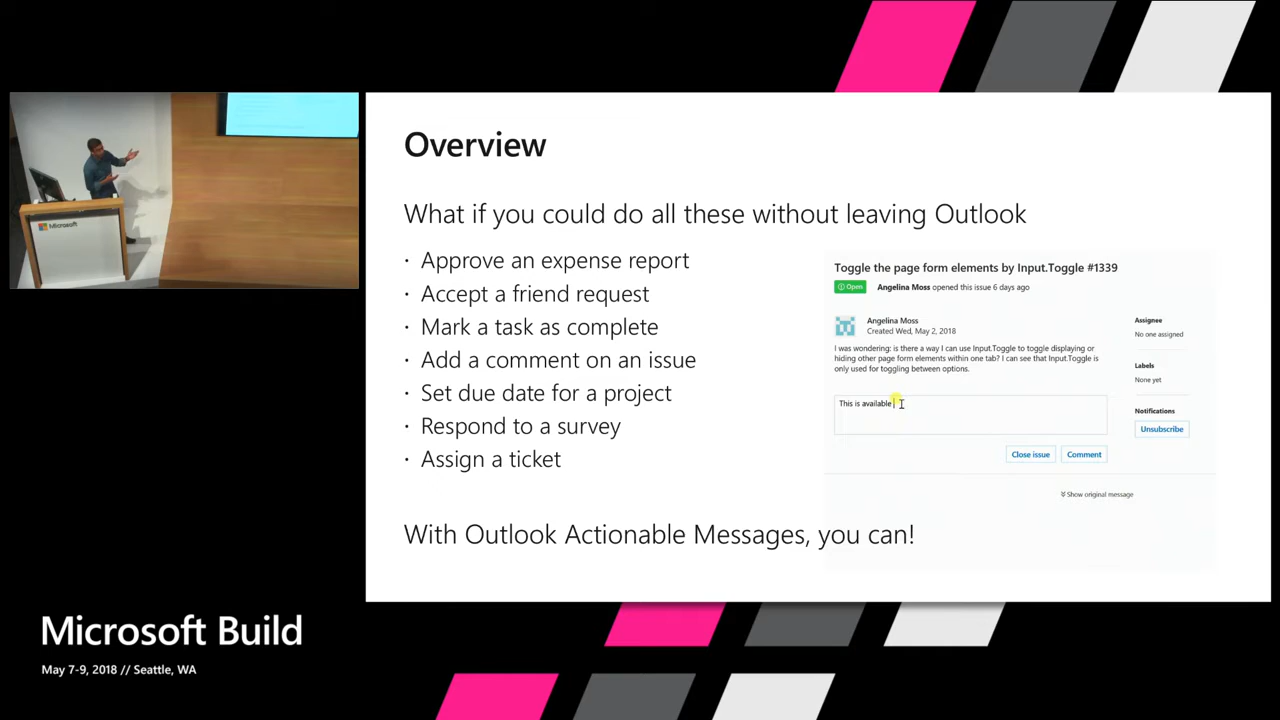 Microsoft
Overview
What if you could do all these without leaving Outlook
· Approve an expense report
· Accept a friend request
· Mark a task as complete
· Add a comment on an issue
· Set due date for a project
· Respond to a survey
· Assign a ticket
With Outlook Actionable Messages, you can!
Toggle the page form elements by Input.Toggle #1339
Open
Angelina Moss opened this issue 6 days ago
Angelina Moss
Created Wed, May 2, 2018
I was wondering: is there a way I can use Input.Toggle to toggle displaying or
hiding other page form elements within one tab? I can see that Input.Toggle is
only used for toggling between options.
This is available
Close issue
Comment
Assignee
No one assigned
Labels
None yet
Notifications
Unsubscribe
Show original message
Microsoft Build
May 7-9, 2018 // Seattle, WA